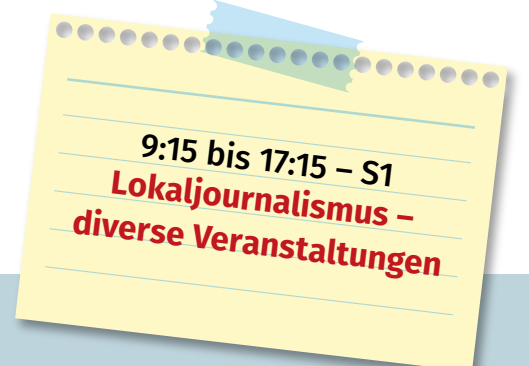 9:15 bis 17:15 – S1
Lokaljournalismus –
diverse Veranstaltungen